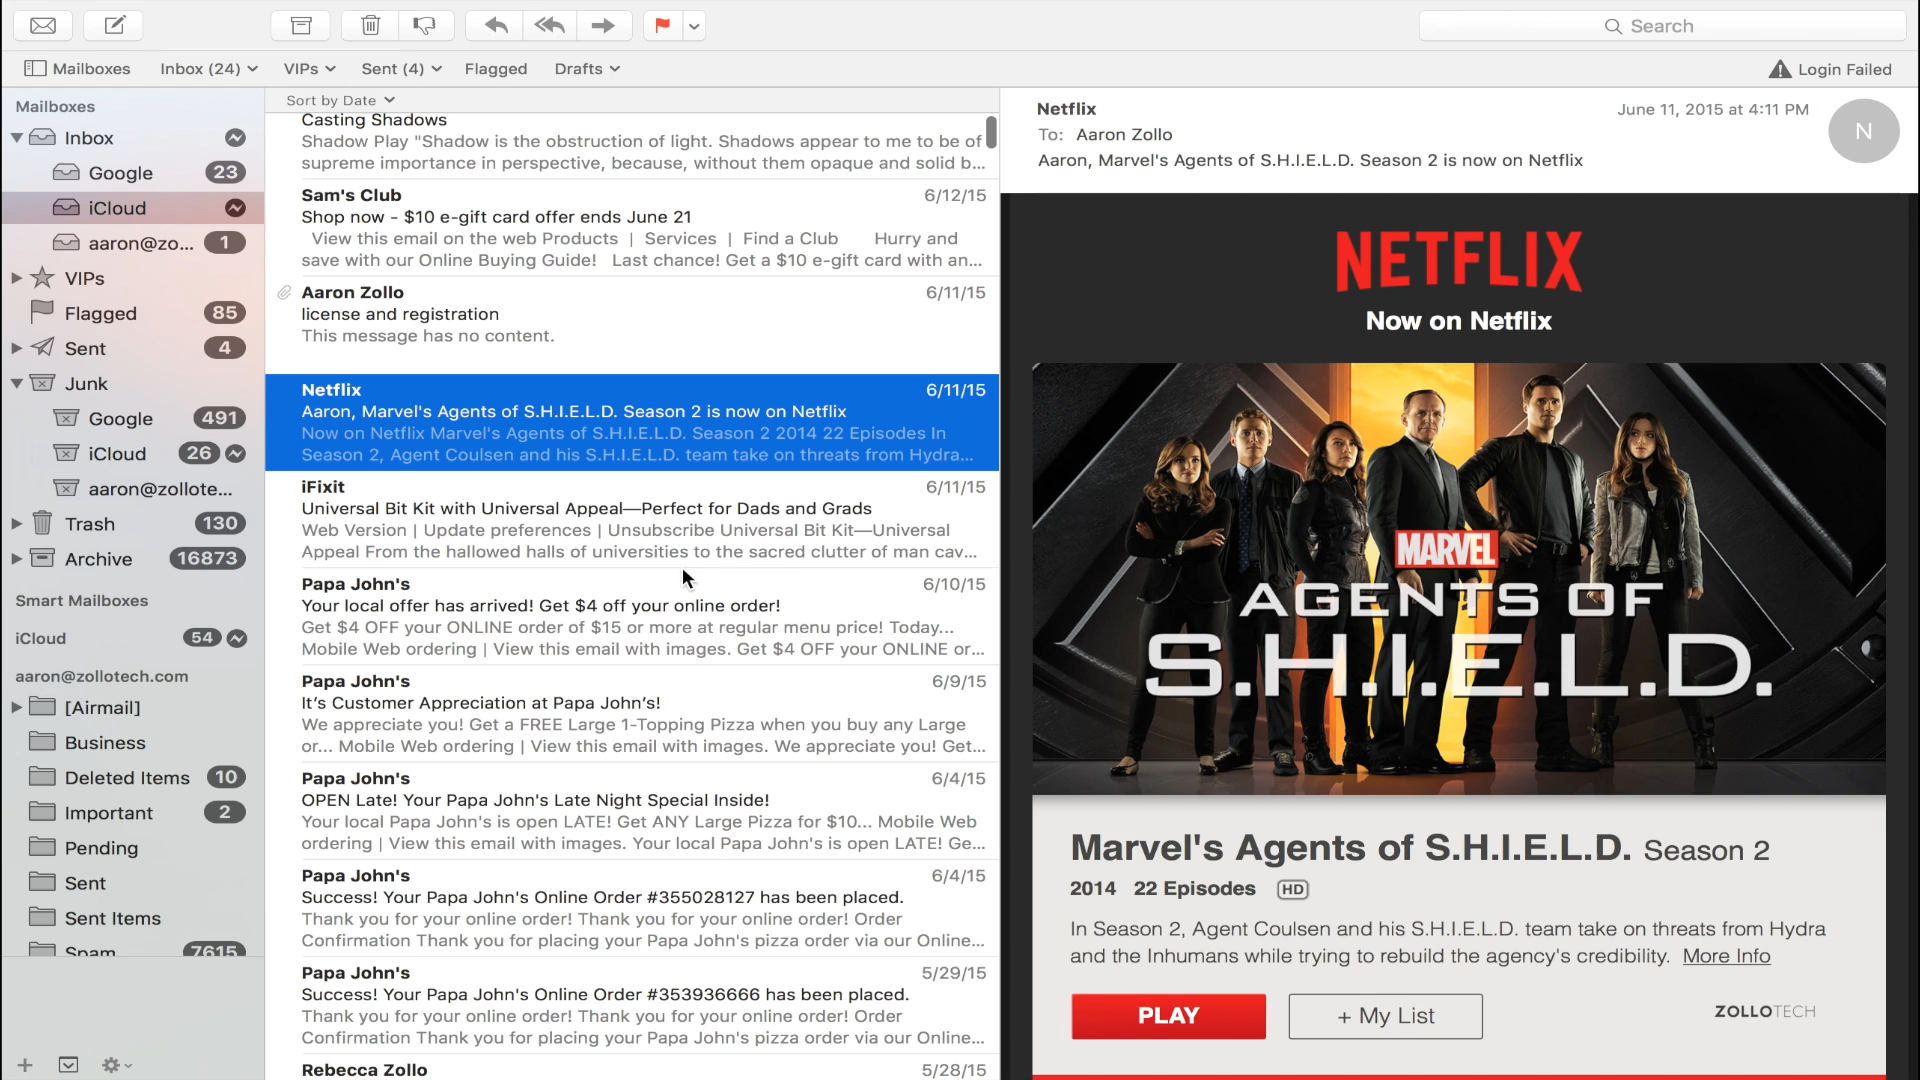 Search
Mailboxes
Inbox (24)
VIPs
Sent (4)
Flagged
Drafts
Login Failed
Mailboxes
Inbox
Google 23
iCloud
aaron@zo... 1
VIPs
Flagged 85
Sent 4
Junk
Google 491
iCloud 26
aaron@zollote...
Trash 130
Archive 16873
Smart Mailboxes
iCloud 54
aaron@zollotech.com
[Airmail]
Business
Deleted Items 10
Important 2
Pending
Sent
Sent Items
Spam 7615
Sort by Date
Casting Shadows
Shadow Play "Shadow is the obstruction of light. Shadows appear to me to be of
supreme importance in perspective, because, without them opaque and solid b...
Sam's Club 6/12/15
Shop now - $10 e-gift card offer ends June 21
View this email on the web Products | Services | Find a Club Hurry and
save with our Online Buying Guide! Last chance! Get a $10 e-gift card with an...
Aaron Zollo 6/11/15
license and registration
This message has no content.
Netflix 6/11/15
Aaron, Marvel's Agents of S.H.I.E.L.D. Season 2 is now on Netflix
Now on Netflix Marvel's Agents of S.H.I.E.L.D. Season 2 2014 22 Episodes In
Season 2, Agent Coulsen and his S.H.I.E.L.D. team take on threats from Hydra...
iFixit 6/11/15
Universal Bit Kit with Universal Appeal—Perfect for Dads and Grads
Web Version | Update preferences | Unsubscribe Universal Bit Kit—Universal
Appeal From the hallowed halls of universities to the sacred clutter of man cav...
Papa John's 6/10/15
Your local offer has arrived! Get $4 off your online order!
Get $4 OFF your ONLINE order of $15 or more at regular menu price! Today...
Mobile Web ordering | View this email with images. Get $4 OFF your ONLINE or...
Papa John's 6/9/15
It's Customer Appreciation at Papa John's!
We appreciate you! Get a FREE Large 1-Topping Pizza when you buy any Large
or... Mobile Web ordering | View this email with images. We appreciate you! Get...
Papa John's 6/4/15
OPEN Late! Your Papa John's Late Night Special Inside!
Your local Papa John's is open LATE! Get ANY Large Pizza for $10... Mobile Web
ordering | View this email with images. Your local Papa John's is open LATE! Ge...
Papa John's 6/4/15
Success! Your Papa John's Online Order #355028127 has been placed.
Thank you for your online order! Thank you for your online order! Order
Confirmation Thank you for placing your Papa John's pizza order via our Online...
Papa John's 5/29/15
Success! Your Papa John's Online Order #353936666 has been placed.
Thank you for your online order! Thank you for your online order! Order
Confirmation Thank you for placing your Papa John's pizza order via our Online...
Rebecca Zollo 5/28/15
Netflix
June 11, 2015 at 4:11 PM
N
To: Aaron Zollo
Aaron, Marvel's Agents of S.H.I.E.L.D. Season 2 is now on Netflix
NETFLIX
Now on Netflix
MARVEL
AGENTS OF
S.H.I.E.L.D.
Marvel's Agents of S.H.I.E.L.D. Season 2
2014 22 Episodes HD
In Season 2, Agent Coulsen and his S.H.I.E.L.D. team take on threats from Hydra
and the Inhumans while trying to rebuild the agency's credibility. More Info
PLAY
+ My List
ZOLLOTECH